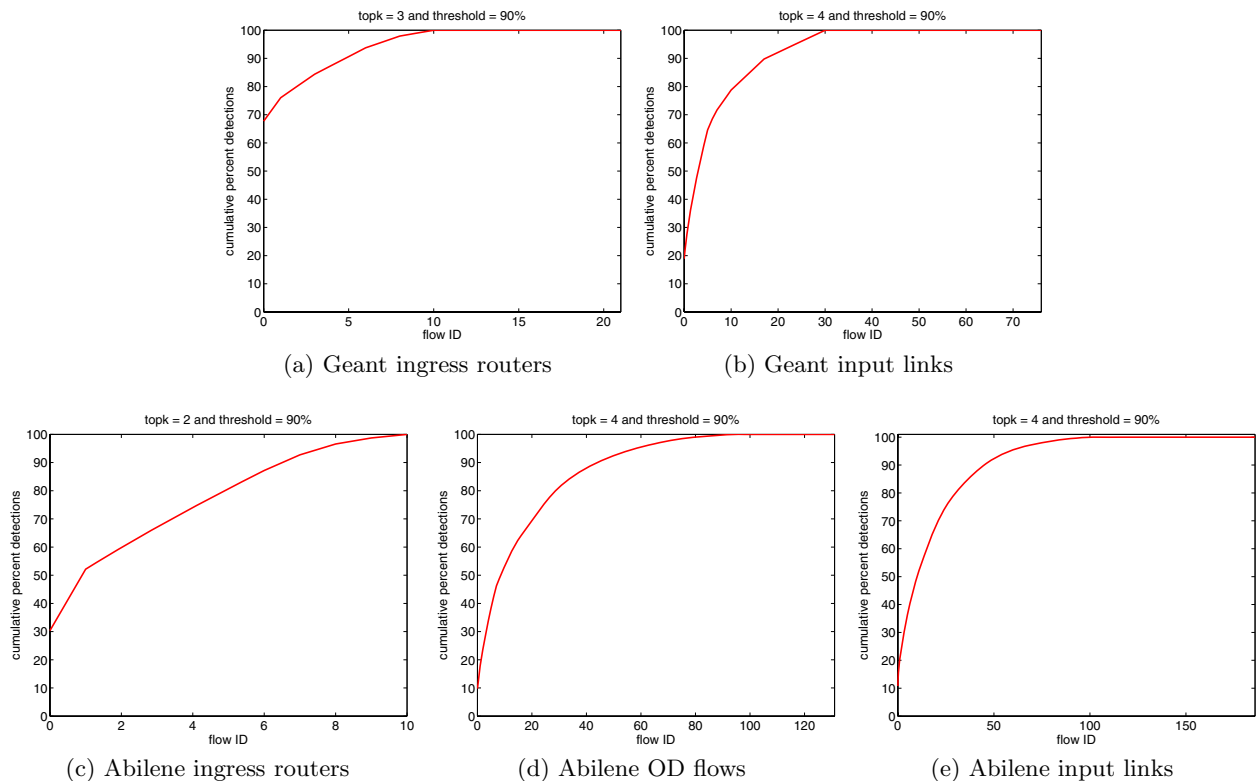 topk = 3 and threshold = 90%
100
90
80
70
60
50
40
30
20
10
0
cumulative percent detections
0 5 10 15 20
flow ID
(a) Geant ingress routers
topk = 4 and threshold = 90%
100
90
80
70
60
50
40
30
20
10
0
cumulative percent detections
0 10 20 30 40 50 60 70
flow ID
(b) Geant input links
topk = 2 and threshold = 90%
100
90
80
70
60
50
40
30
20
10
0
cumulative percent detections
0 2 4 6 8 10
flow ID
(c) Abilene ingress routers
topk = 4 and threshold = 90%
100
90
80
70
60
50
40
30
20
10
0
cumulative percent detections
0 20 40 60 80 100 120
flow ID
(d) Abilene OD flows
topk = 4 and threshold = 90%
100
90
80
70
60
50
40
30
20
10
0
cumulative percent detections
0 50 100 150
flow ID
(e) Abilene input links